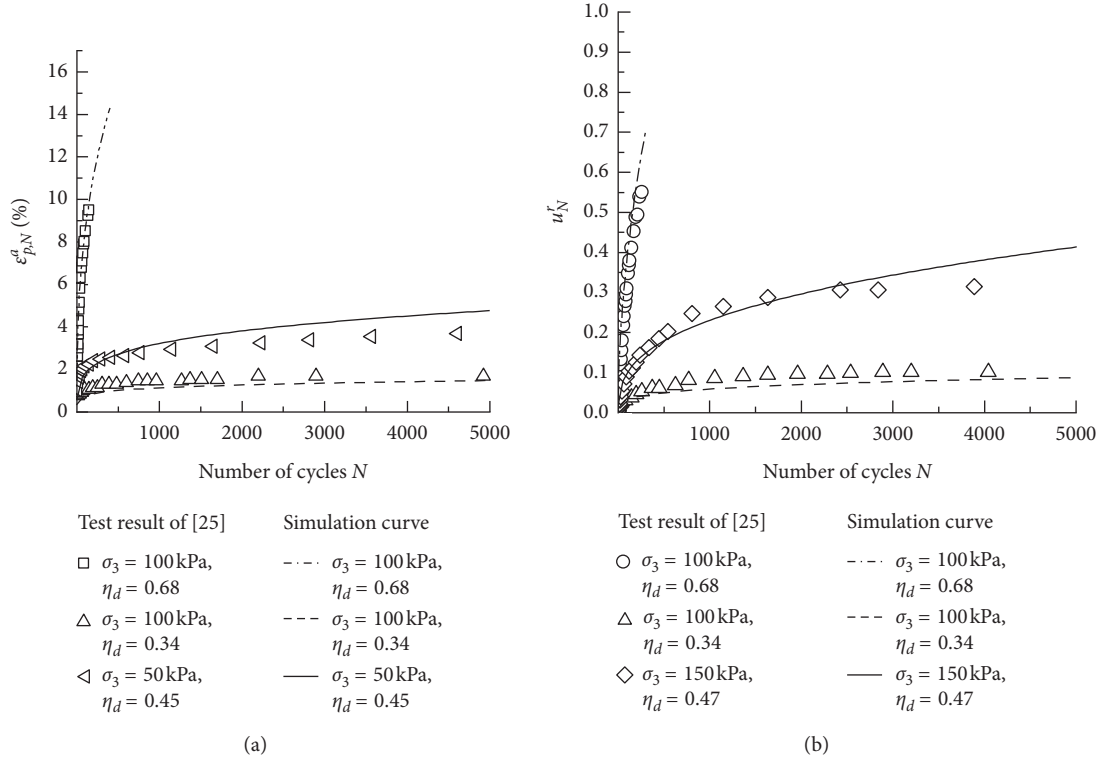 16
14
12
10
8
6
4
2
0
ε^a_{p,N} (%)
1000
2000
3000
4000
5000
Number of cycles N
Test result of [25]
Simulation curve
σ3 = 100 kPa,
ηd = 0.68
σ3 = 100 kPa,
ηd = 0.68
σ3 = 100 kPa,
ηd = 0.34
σ3 = 100 kPa,
ηd = 0.34
σ3 = 50 kPa,
ηd = 0.45
σ3 = 50 kPa,
ηd = 0.45
(a)
1.0
0.9
0.8
0.7
0.6
0.5
0.4
0.3
0.2
0.1
0.0
u^r_N
1000
2000
3000
4000
5000
Number of cycles N
Test result of [25]
Simulation curve
σ3 = 100 kPa,
ηd = 0.68
σ3 = 100 kPa,
ηd = 0.68
σ3 = 100 kPa,
ηd = 0.34
σ3 = 100 kPa,
ηd = 0.34
σ3 = 150 kPa,
ηd = 0.47
σ3 = 150 kPa,
ηd = 0.47
(b)